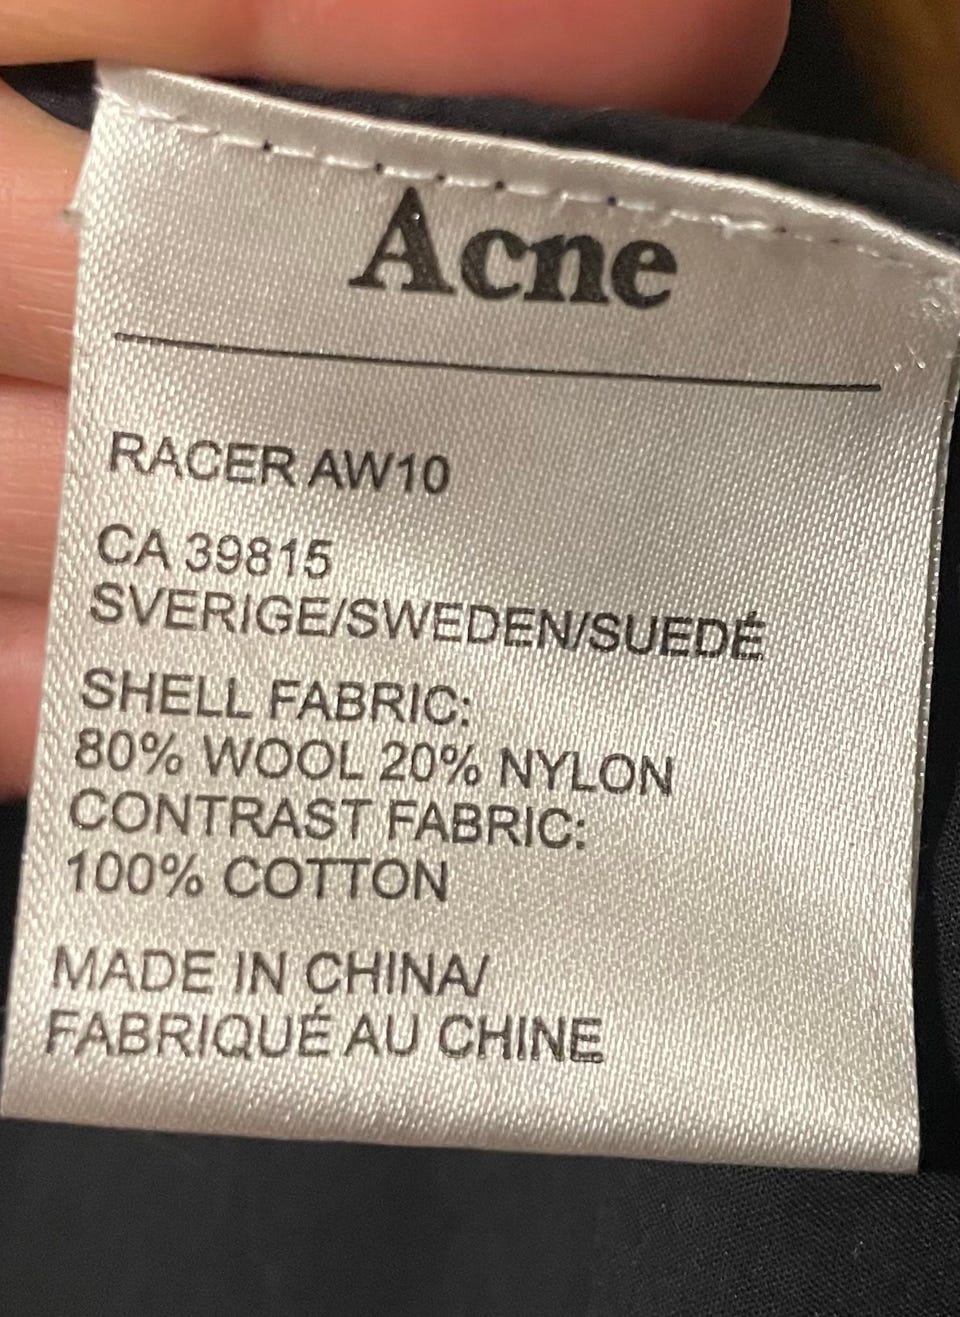 Acne
RACER AW10
CA 39815
SVERIGE/SWEDEN/SUEDÉ
SHELL FABRIC:
80% WOOL 20% NYLON
CONTRAST FABRIC:
100% COTTON
MADE IN CHINA/
FABRIQUÉ AU CHINE